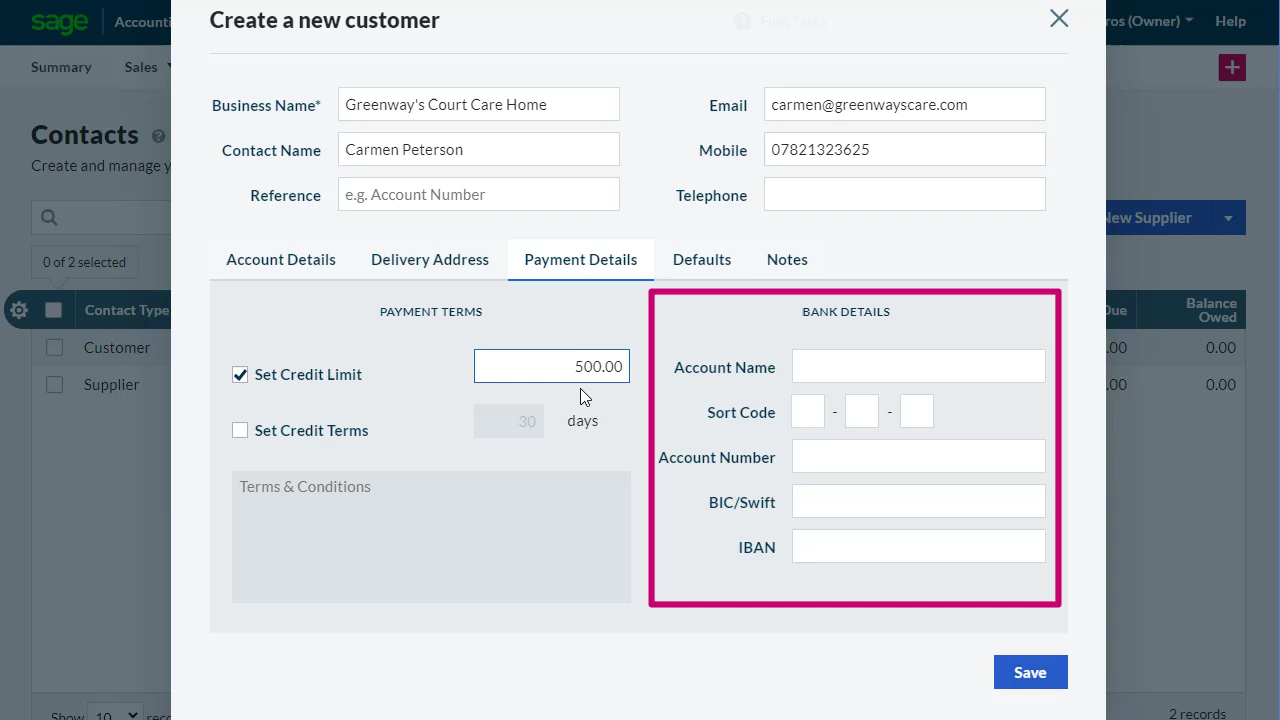 Create a new customer
sage Accounti
ros (Owner) Help
Summary Sales
Business Name* Greenway's Court Care Home
Email carmen@greenwayscare.com
Contact Name Carmen Peterson
Mobile 07821323625
Reference e.g. Account Number
Telephone
Contacts
Create and manage y
New Supplier
0 of 2 selected
Account Details Delivery Address Payment Details Defaults Notes
Contact Type
Due Balance Owed
Customer .00 0.00
Supplier .00 0.00
PAYMENT TERMS
Set Credit Limit 500.00
Set Credit Terms 30 days
Terms & Conditions
BANK DETAILS
Account Name
Sort Code - -
Account Number
BIC/Swift
IBAN
Save
Show 10 reco
2 records